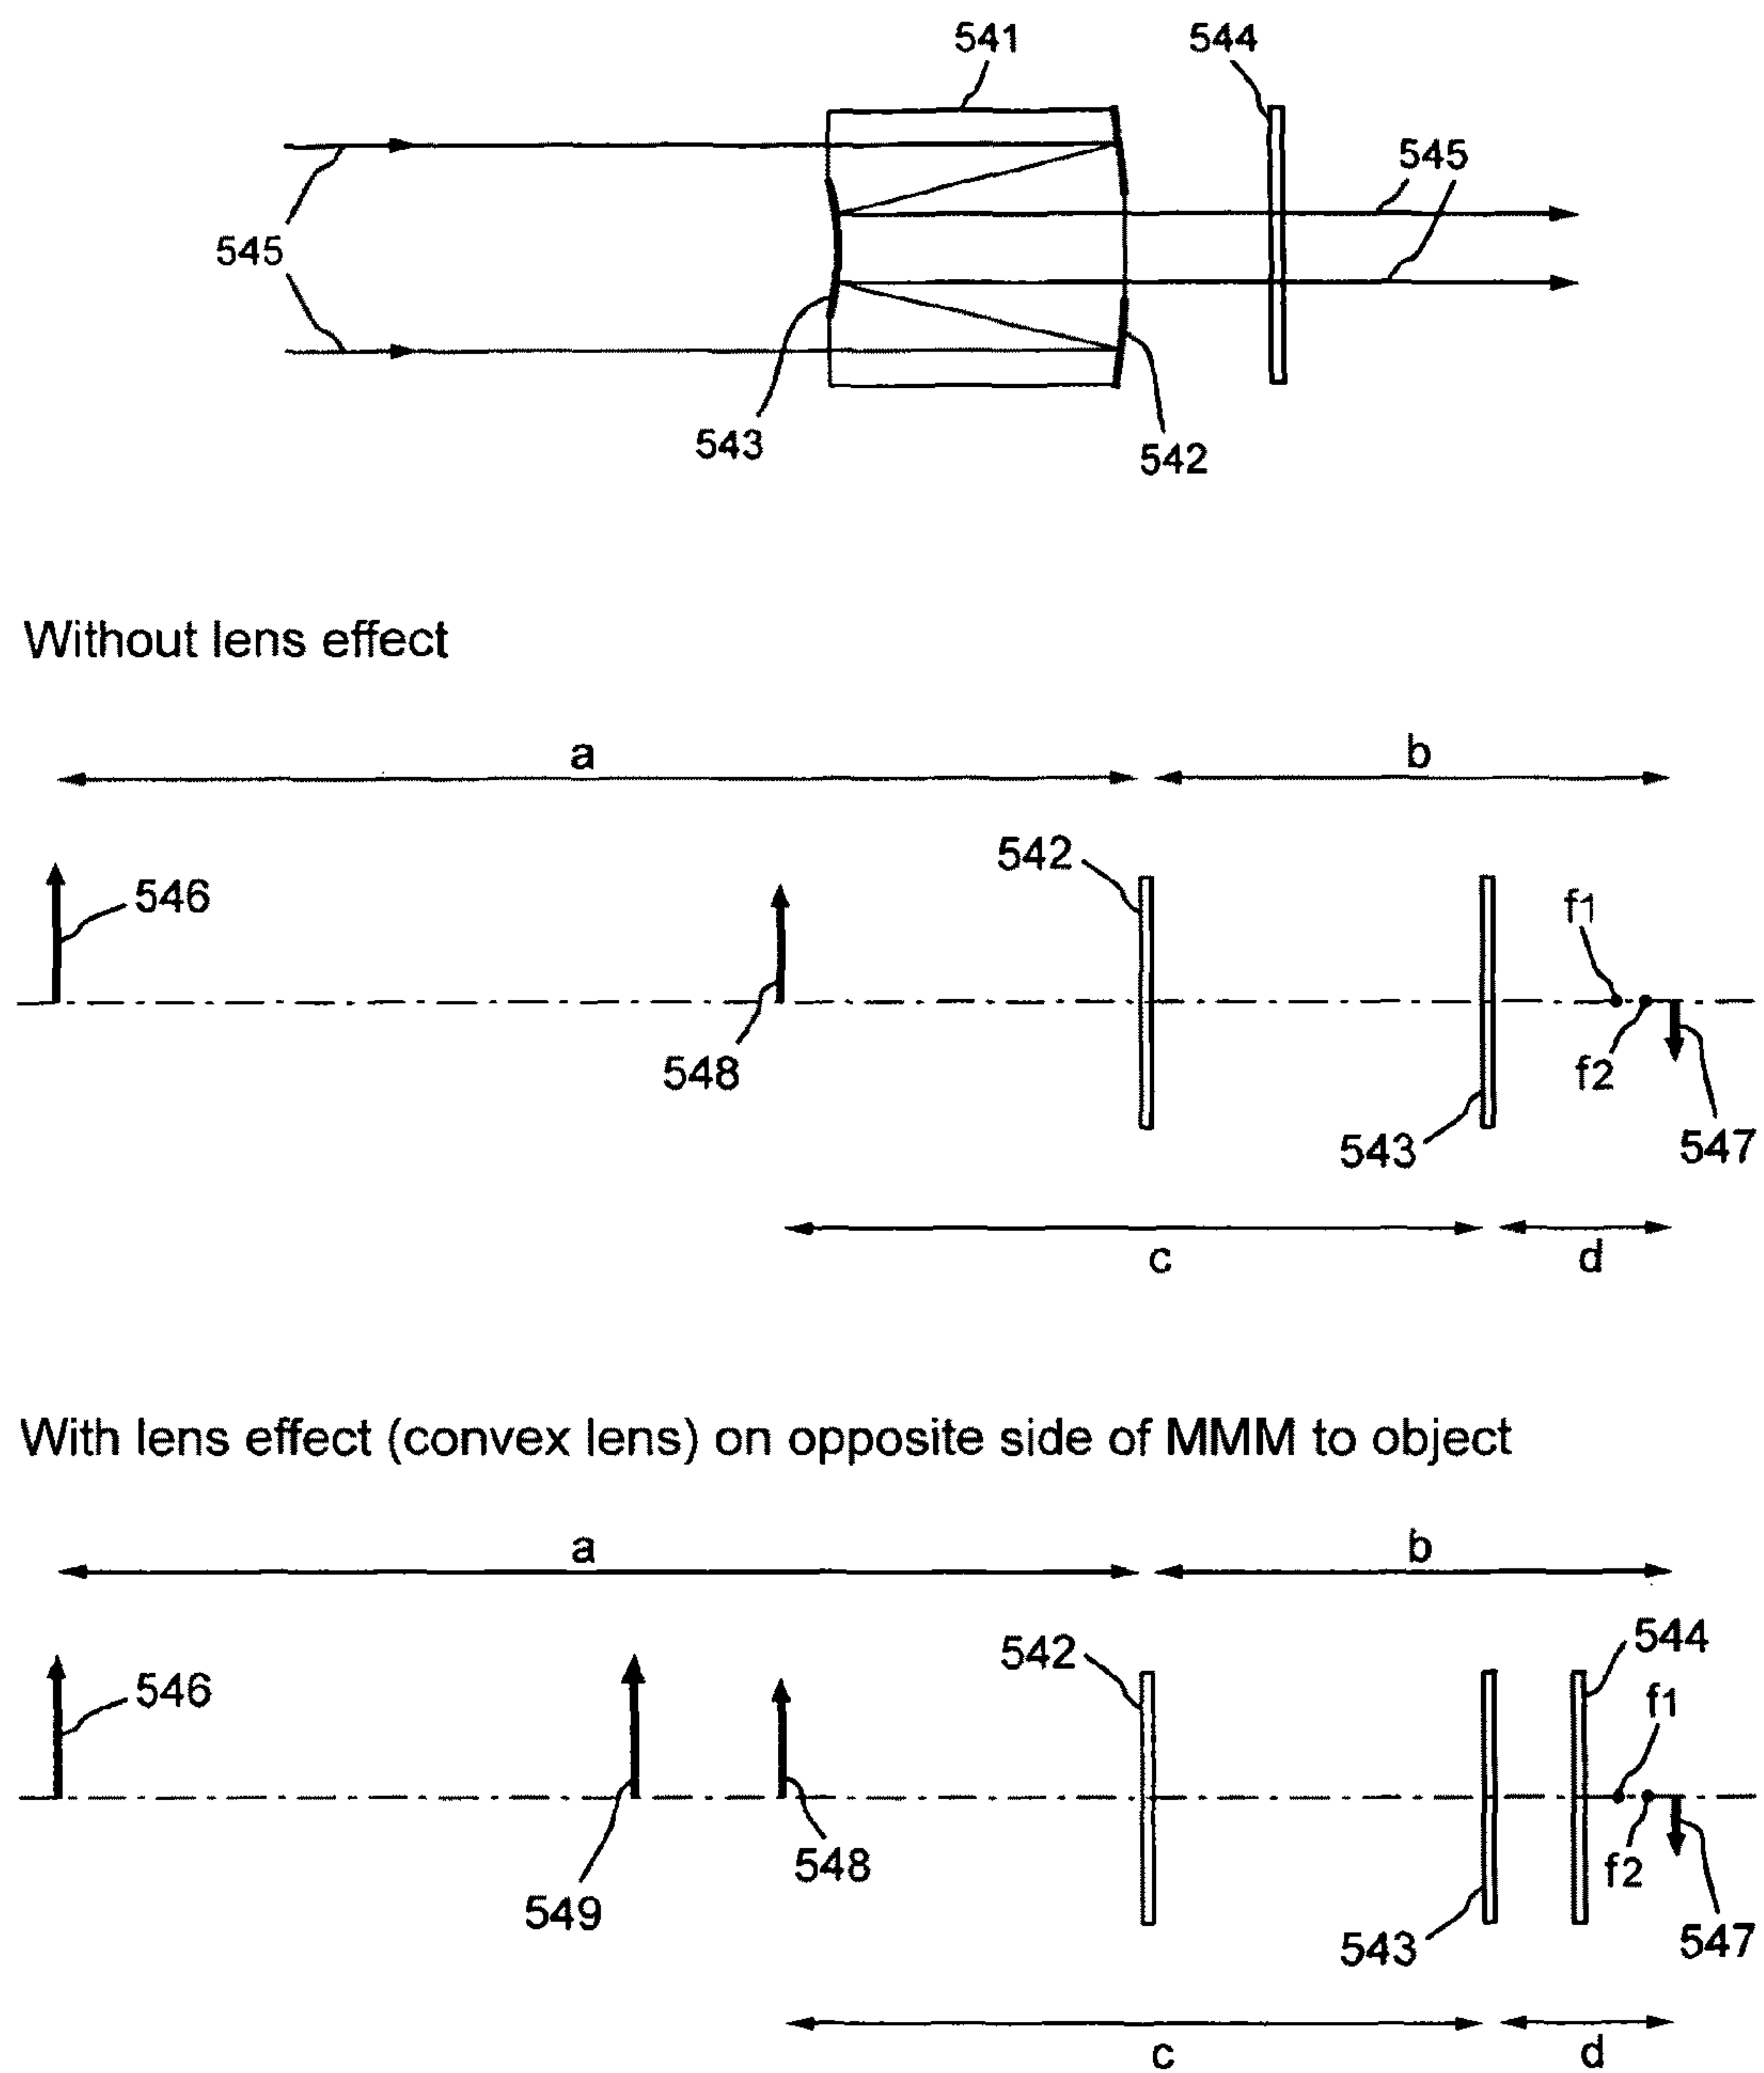 541
544
545
545
543
542
Without lens effect
a
b
542
546
f1
548
f2
543
547
c
d
With lens effect (convex lens) on opposite side of MMM to object
a
b
544
542
546
f1
548
f2
549
543
547
c
d